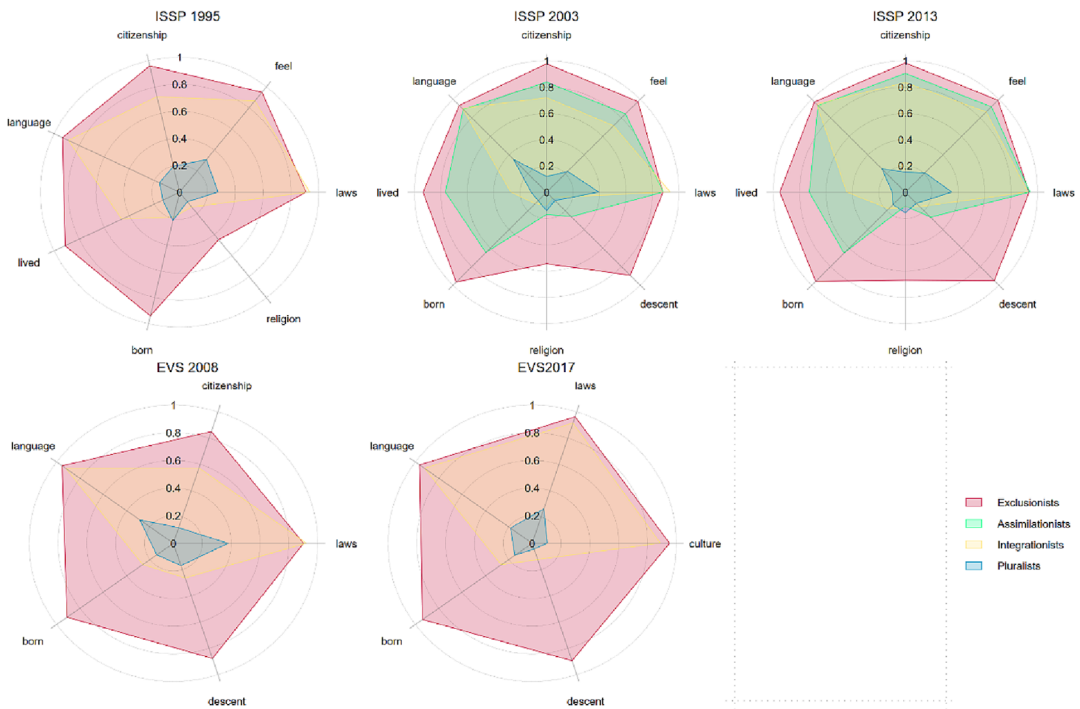 ISSP 1995
citizenship
feel
language
laws
lived
religion
born
1
0.8
0.6
0.4
0.2
0
ISSP 2003
citizenship
language
feel
lived
laws
born
descent
religion
1
0.8
0.6
0.4
0.2
0
ISSP 2013
citizenship
language
feel
lived
laws
born
descent
religion
1
0.8
0.6
0.4
0.2
0
EVS 2008
citizenship
language
laws
born
descent
1
0.8
0.6
0.4
0.2
0
EVS2017
laws
language
culture
born
descent
1
0.8
0.6
0.4
0.2
0
Exclusionists
Assimilationists
Integrationists
Pluralists